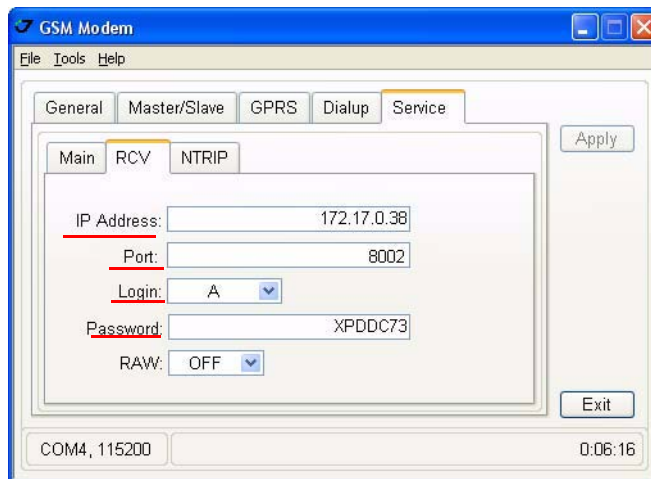 GSM Modem
File Tools Help
General Master/Slave GPRS Dialup Service
Apply
Main RCV NTRIP
IP Address: 172.17.0.38
Port: 8002
Login: A
Password: XPDDC73
RAW: OFF
Exit
COM4, 115200 0:06:16